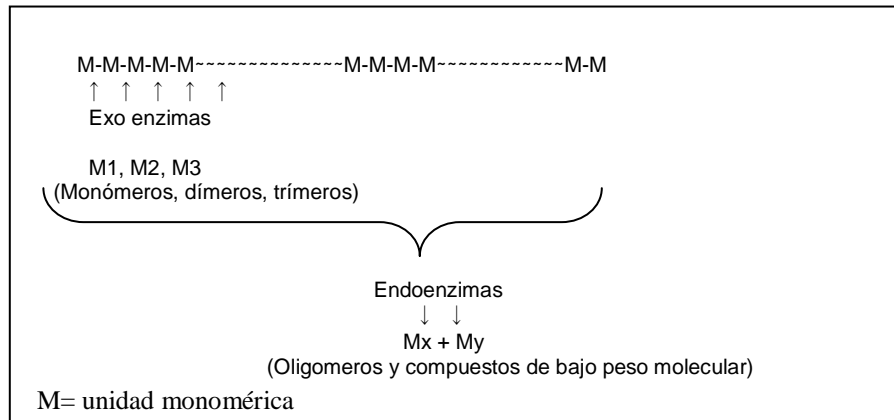 M-M-M-M-M~~~~~~~~~~~~~~M-M-M-M~~~~~~~~~~~~M-M
↑ ↑ ↑ ↑ ↑
Exo enzimas
M1, M2, M3
(Monómeros, dímeros, trímeros)
Endoenzimas
↓ ↓
Mx + My
(Oligomeros y compuestos de bajo peso molecular)
M= unidad monomérica